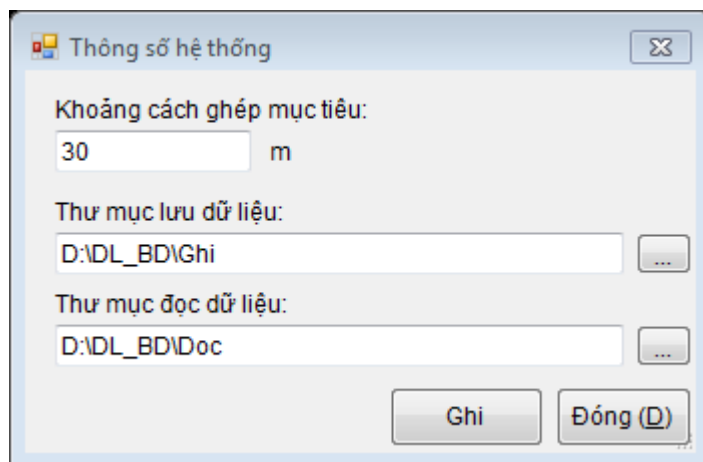 Thông số hệ thống
Khoảng cách ghép mục tiêu:
30 m
Thư mục lưu dữ liệu:
D:\DL_BD\Ghi ...
Thư mục đọc dữ liệu:
D:\DL_BD\Doc ...
Ghi Đóng (D)